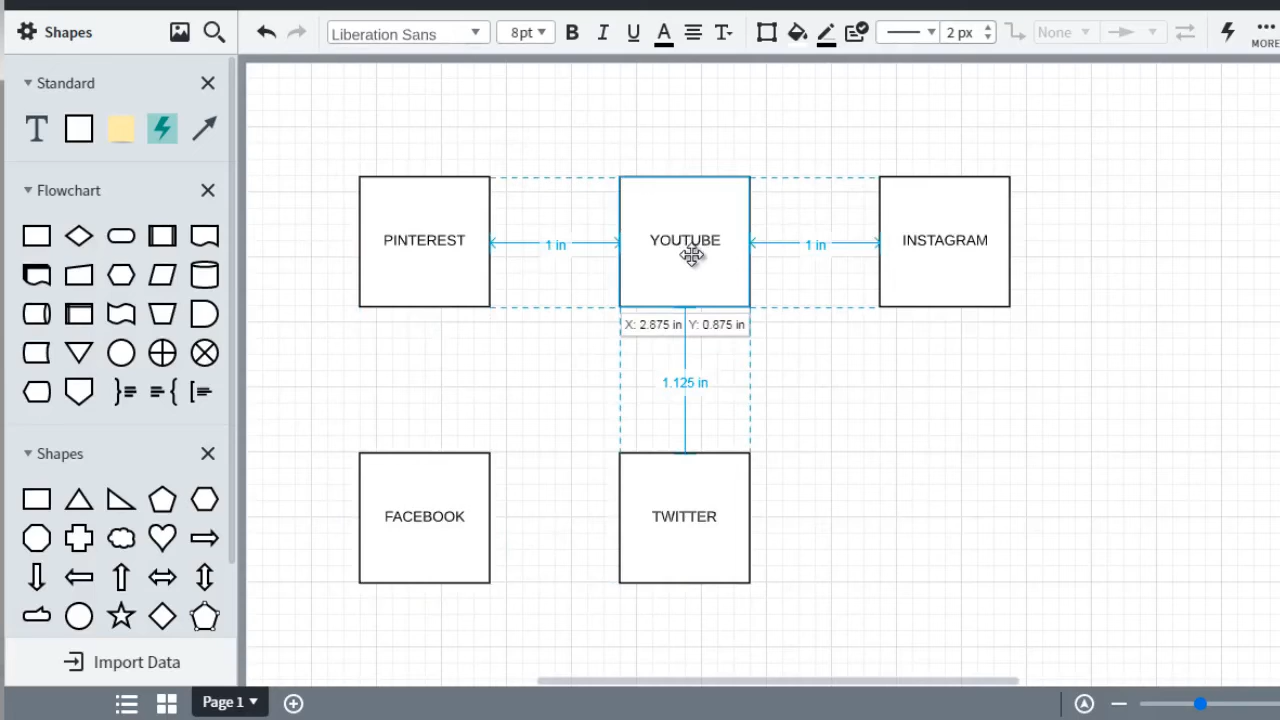 Shapes
Liberation Sans
8pt
B I U A T
2 px
None
MORE
Standard
T
Flowchart
Shapes
Import Data
PINTEREST
YOUTUBE
INSTAGRAM
1 in
1 in
X: 2.875 in Y: 0.875 in
1.125 in
FACEBOOK
TWITTER
Page 1